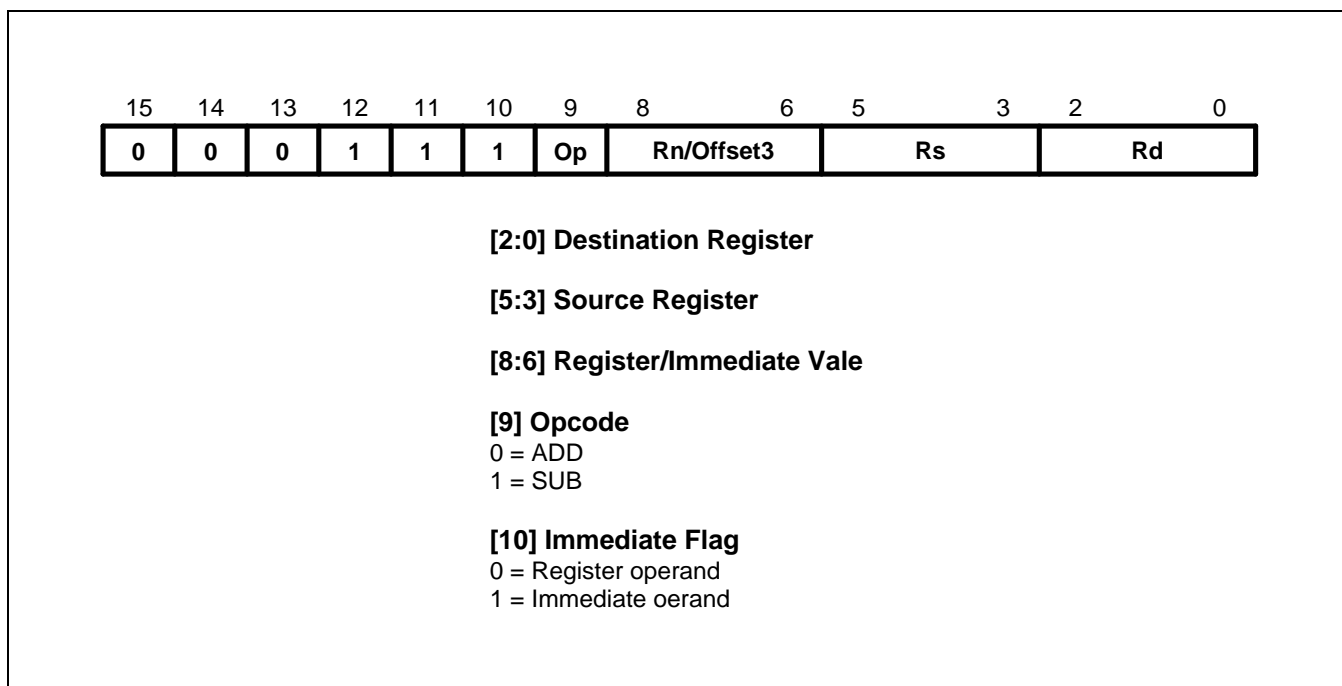 15 14 13 12 11 10 9 8 6 5 3 2 0
0 0 0 1 1 1 Op Rn/Offset3 Rs Rd
[2:0] Destination Register
[5:3] Source Register
[8:6] Register/Immediate Vale
[9] Opcode
0 = ADD
1 = SUB
[10] Immediate Flag
0 = Register operand
1 = Immediate oerand